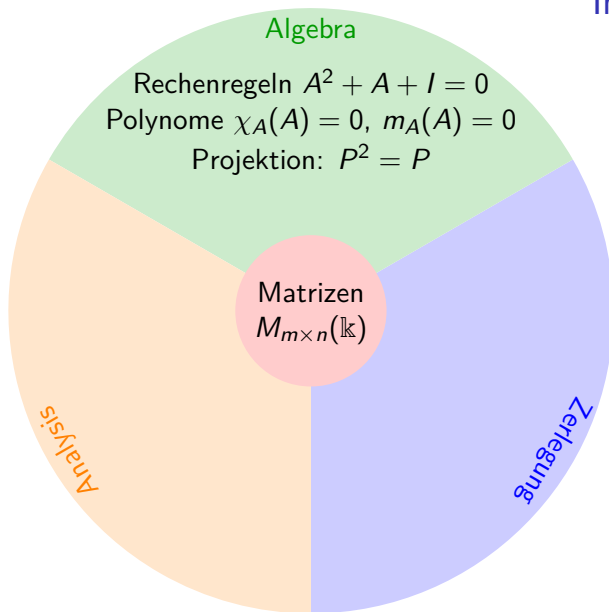 Algebra
Rechenregeln A² + A + I = 0
Polynome χ_A(A) = 0, m_A(A) = 0
Projektion: P² = P
Matrizen
M_{m×n}(𝕜)
Analysis
Zerlegung